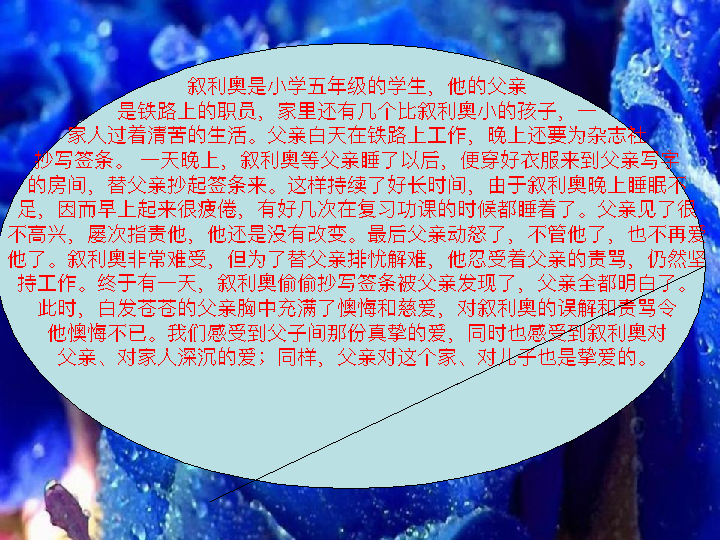 叙利奥是小学五年级的学生，他的父亲
是铁路上的职员，家里还有几个比叙利奥小的孩子，一
家人过着清苦的生活。父亲白天在铁路上工作，晚上还要为杂志社
抄写签条。 一天晚上，叙利奥等父亲睡了以后，便穿好衣服来到父亲写字
的房间，替父亲抄起签条来。这样持续了好长时间，由于叙利奥晚上睡眠不
足，因而早上起来很疲倦，有好几次在复习功课的时候都睡着了。父亲见了很
不高兴，屡次指责他，他还是没有改变。最后父亲动怒了，不管他了，也不再爱
他了。叙利奥非常难受，但为了替父亲排忧解难，他忍受着父亲的责骂，仍然坚
持工作。终于有一天，叙利奥偷偷抄写签条被父亲发现了，父亲全都明白了。
此时，白发苍苍的父亲胸中充满了懊悔和慈爱，对叙利奥的误解和责骂令
他懊悔不已。我们感受到父子间那份真挚的爱，同时也感受到叙利奥对
父亲、对家人深沉的爱；同样，父亲对这个家、对儿子也是挚爱的。